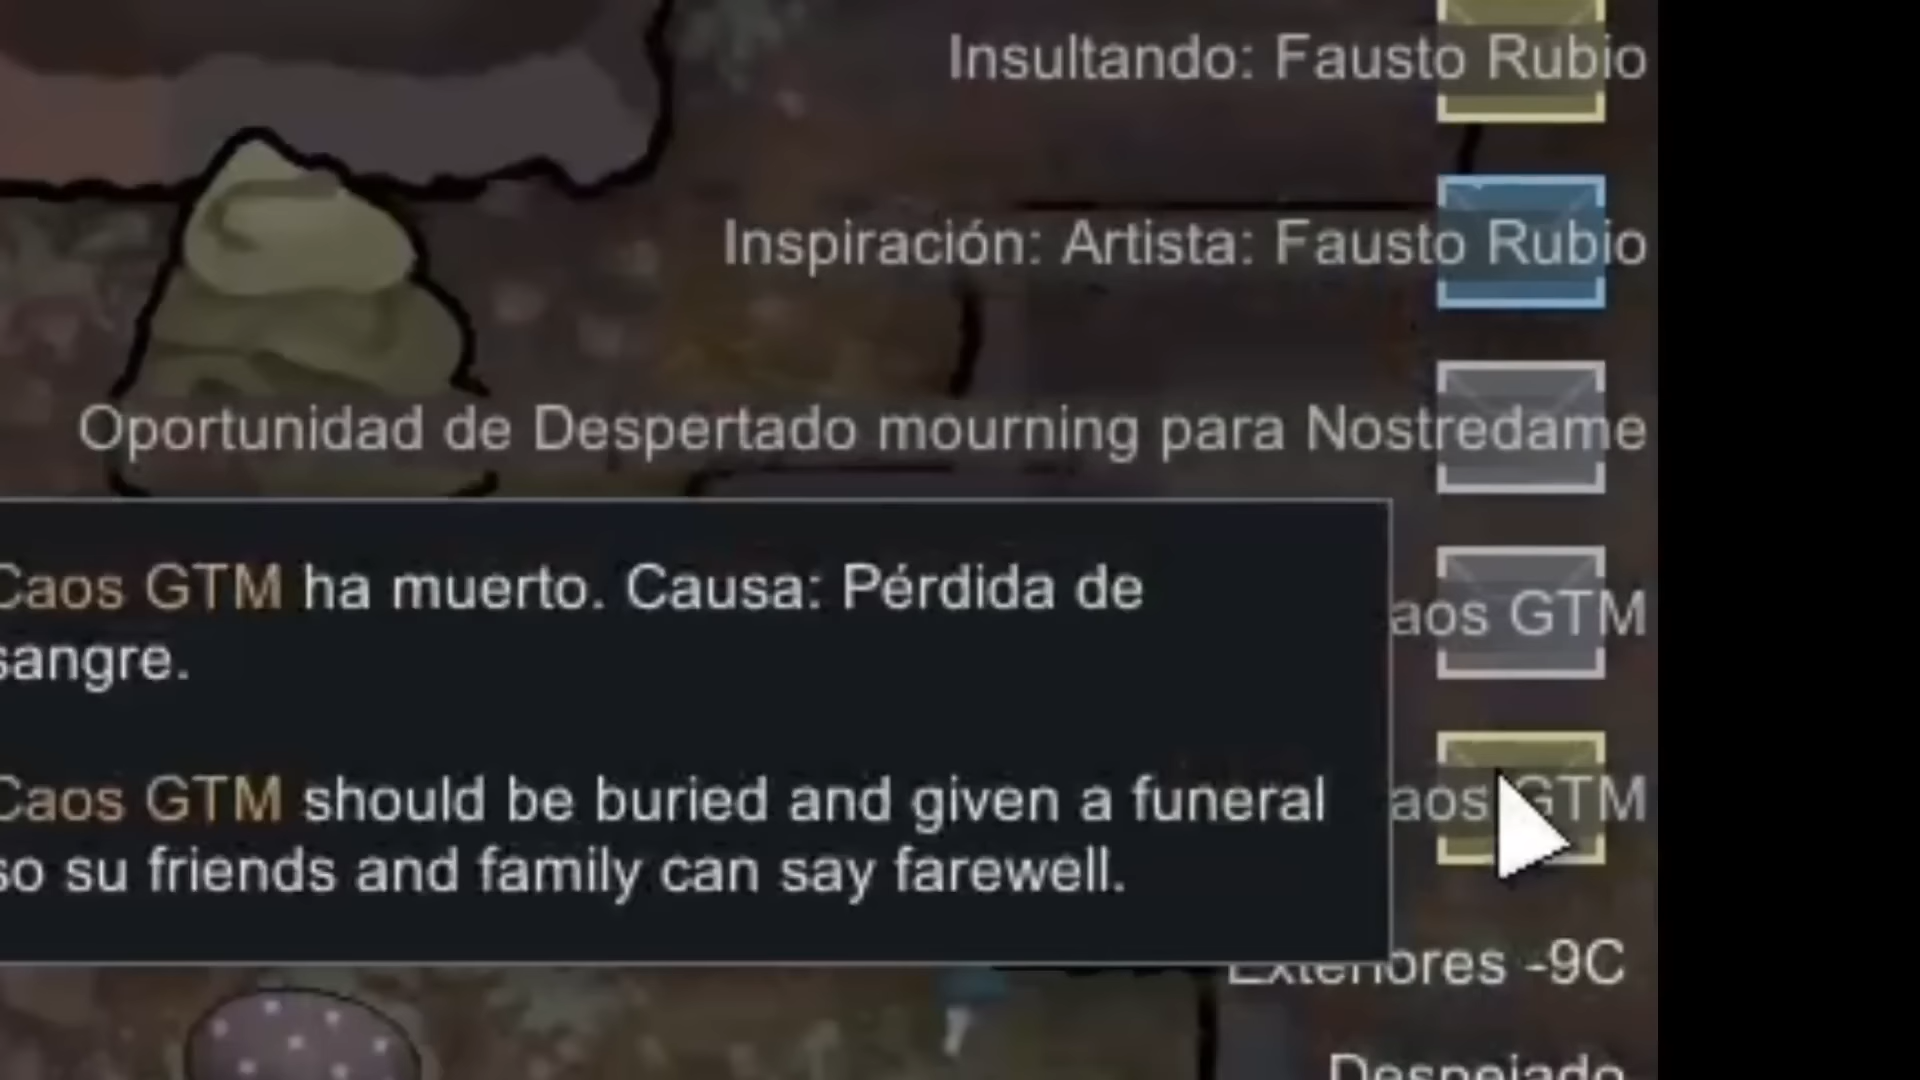 Insultando: Fausto Rubio
Inspiración: Artista: Fausto Rubio
Oportunidad de Despertado mourning para Nostredame
Caos GTM ha muerto. Causa: Pérdida de
sangre.
aos GTM
Caos GTM should be buried and given a funeral
so su friends and family can say farewell.
aos GTM
Exteriores -9C
Despejado